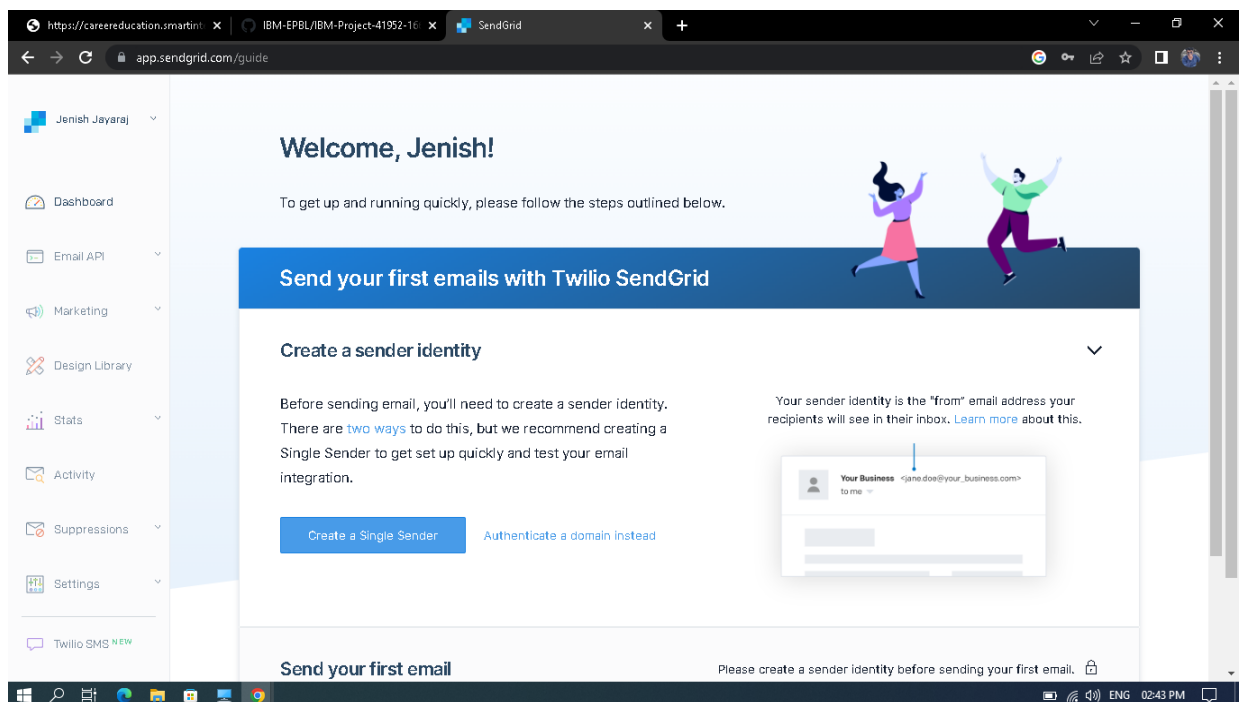 https://careereducation.smartint
IBM-EPBL/IBM-Project-41952-16
SendGrid
app.sendgrid.com/guide
Jenish Jayaraj
Dashboard
Email API
Marketing
Design Library
Stats
Activity
Suppressions
Settings
Twilio SMS NEW
Welcome, Jenish!
To get up and running quickly, please follow the steps outlined below.
Send your first emails with Twilio SendGrid
Create a sender identity
Before sending email, you'll need to create a sender identity.
There are two ways to do this, but we recommend creating a
Single Sender to get set up quickly and test your email
integration.
Create a Single Sender
Authenticate a domain instead
Your sender identity is the "from" email address your
recipients will see in their inbox. Learn more about this.
Your Business <jane.doe@your_business.com>
to me
Send your first email
Please create a sender identity before sending your first email.
ENG 02:43 PM